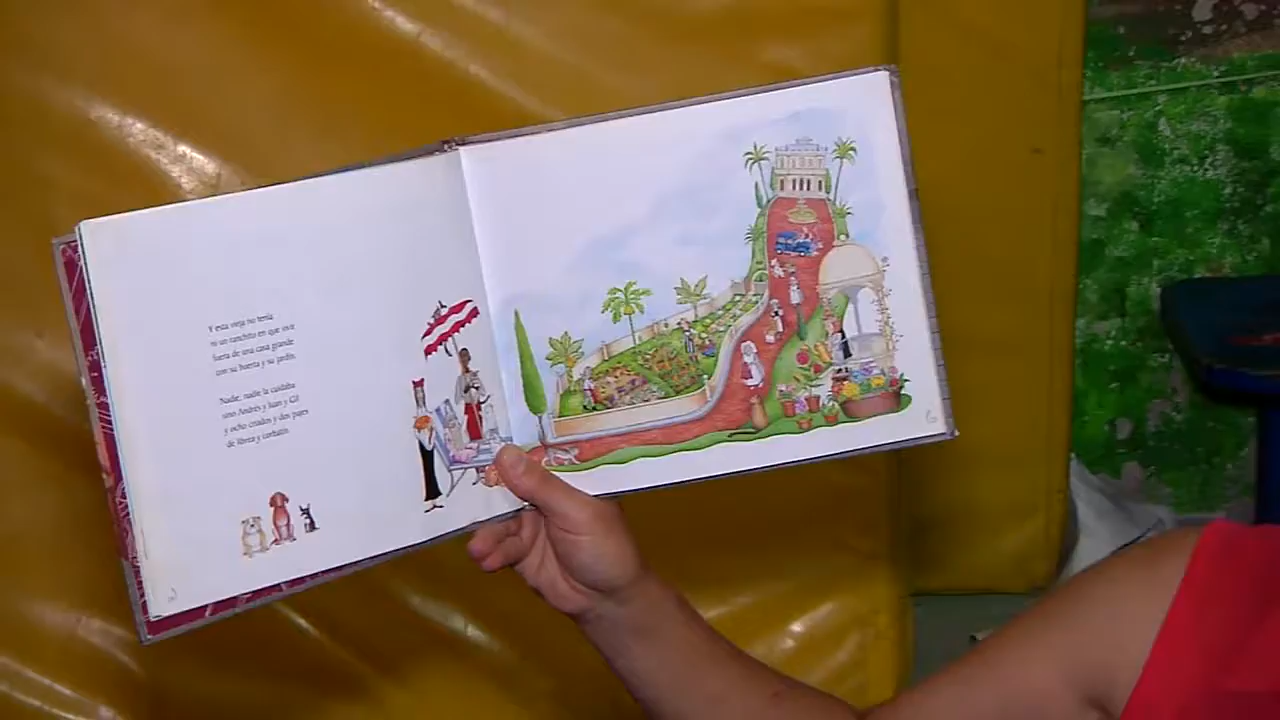 Y esta vieja no tenía
ni un ranchito en que vivir
fuera de una casa grande
con su huerta y su jardín.
Nadie, nadie la cuidaba
sino Andrés y Juan y Gil
y ocho criados y dos pajes
de librea y corbatín.